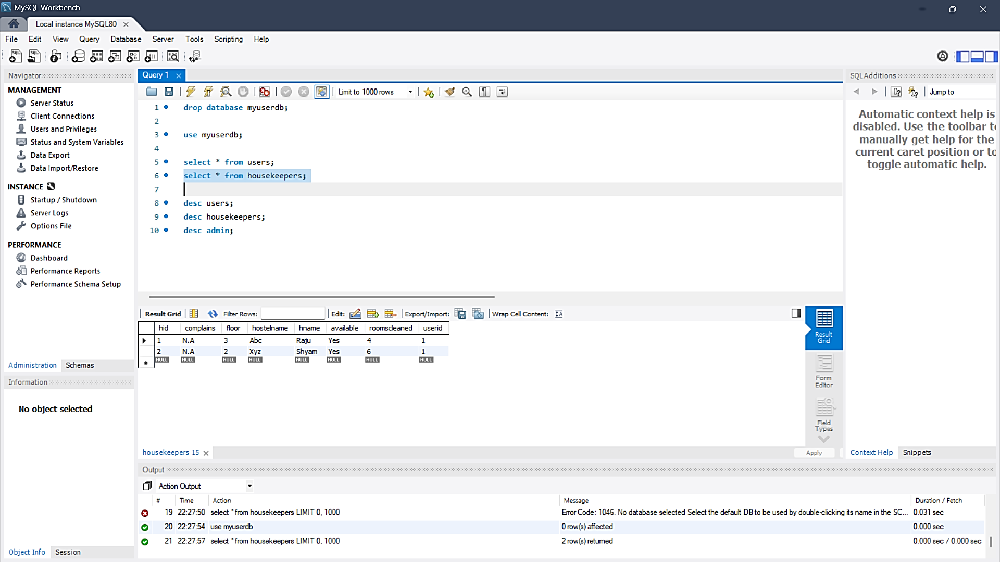 MySQL Workbench
Local instance MySQL80
File Edit View Query Database Server Tools Scripting Help
Navigator
MANAGEMENT
Server Status
Client Connections
Users and Privileges
Status and System Variables
Data Export
Data Import/Restore
INSTANCE
Startup / Shutdown
Server Logs
Options File
PERFORMANCE
Dashboard
Performance Reports
Performance Schema Setup
Administration Schemas
Information
No object selected
Object Info Session
Query 1
Limit to 1000 rows
1 drop database myuserdb;
2
3 use myuserdb;
4
5 select * from users;
6 select * from housekeepers;
7
8 desc users;
9 desc housekeepers;
10 desc admin;
Result Grid Filter Rows: Edit: Export/Import: Wrap Cell Content:
hid complains floor hostelname hname available roomscleaned userid
1 N.A 3 Abc Raju Yes 4 1
2 N.A 2 Xyz Shyam Yes 6 1
NULL NULL NULL NULL NULL NULL NULL NULL
Result
Grid
Form
Editor
Field
Types
housekeepers 15
Apply
SQLAdditions
Jump to
Automatic context help is
disabled. Use the toolbar to
manually get help for the
current caret position or to
toggle automatic help.
Context Help Snippets
Output
Action Output
# Time Action Message Duration / Fetch
19 22:27:50 select * from housekeepers LIMIT 0, 1000 Error Code: 1046. No database selected Select the default DB to be used by double-clicking its name in the SC... 0.031 sec
20 22:27:54 use myuserdb 0 row(s) affected 0.000 sec
21 22:27:57 select * from housekeepers LIMIT 0, 1000 2 row(s) returned 0.000 sec / 0.000 sec